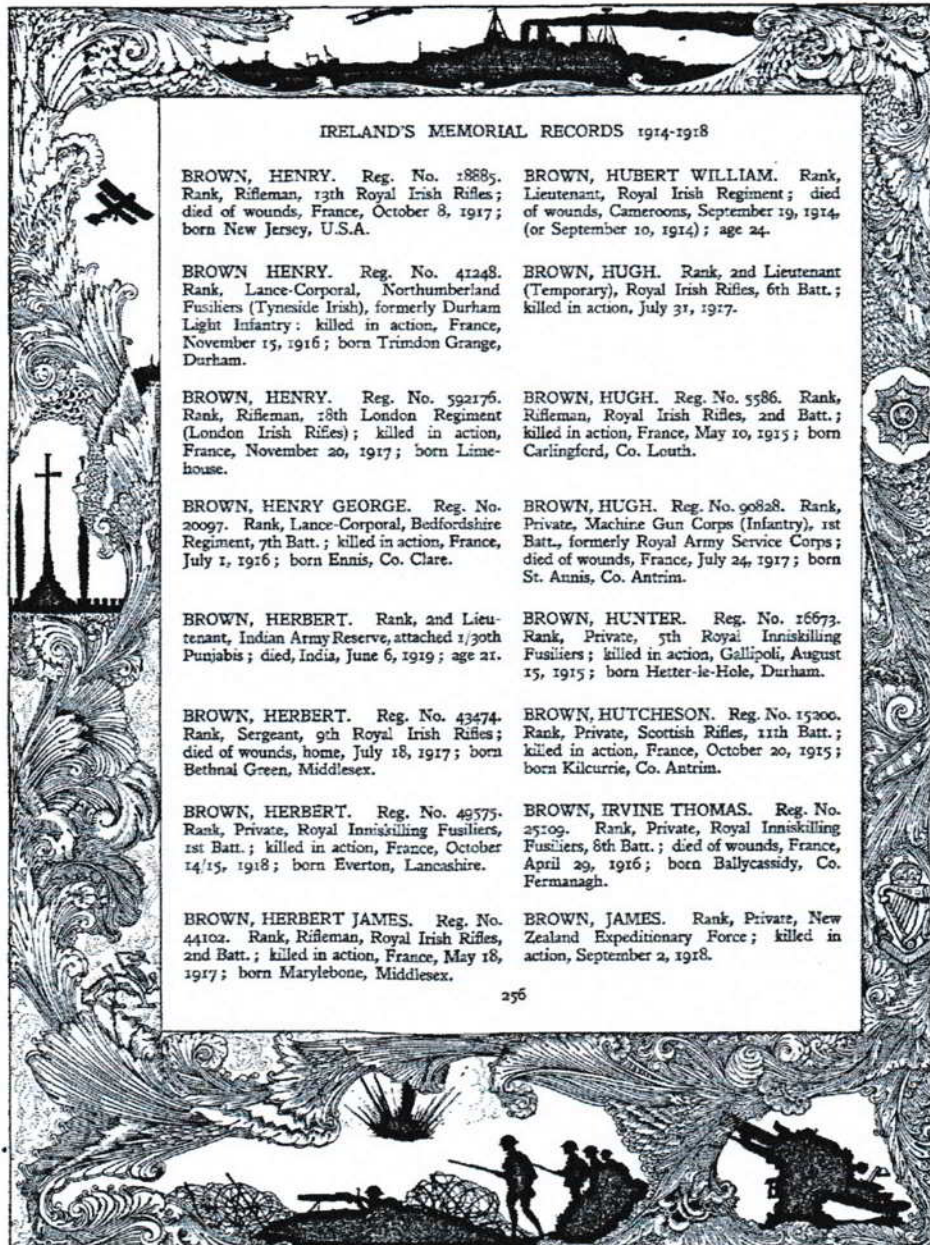 IRELAND'S MEMORIAL RECORDS 1914-1918
BROWN, HENRY. Reg. No. 18885.
Rank, Rifleman, 13th Royal Irish Rifles;
died of wounds, France, October 8, 1917;
born New Jersey, U.S.A.
BROWN HENRY. Reg. No. 41248.
Rank, Lance-Corporal, Northumberland
Fusiliers (Tyneside Irish), formerly Durham
Light Infantry: killed in action, France,
November 15, 1916; born Trimdon Grange,
Durham.
BROWN, HENRY. Reg. No. 592176.
Rank, Rifleman, 18th London Regiment
(London Irish Rifles); killed in action,
France, November 20, 1917; born Lime-
house.
BROWN, HENRY GEORGE. Reg. No.
20097. Rank, Lance-Corporal, Bedfordshire
Regiment, 7th Batt.; killed in action, France,
July 1, 1916; born Ennis, Co. Clare.
BROWN, HERBERT. Rank, 2nd Lieu-
tenant, Indian Army Reserve, attached 1/30th
Punjabis; died, India, June 6, 1919; age 21.
BROWN, HERBERT. Reg. No. 43474.
Rank, Sergeant, 9th Royal Irish Rifles;
died of wounds, home, July 18, 1917; born
Bethnal Green, Middlesex.
BROWN, HERBERT. Reg. No. 49575.
Rank, Private, Royal Inniskilling Fusiliers,
1st Batt.; killed in action, France, October
14/15, 1918; born Everton, Lancashire.
BROWN, HERBERT JAMES. Reg. No.
44102. Rank, Rifleman, Royal Irish Rifles,
2nd Batt.; killed in action, France, May 18,
1917; born Marylebone, Middlesex.
BROWN, HUBERT WILLIAM. Rank,
Lieutenant, Royal Irish Regiment; died
of wounds, Cameroons, September 19, 1914,
(or September 10, 1914); age 24.
BROWN, HUGH. Rank, 2nd Lieutenant
(Temporary), Royal Irish Rifles, 6th Batt.;
killed in action, July 31, 1917.
BROWN, HUGH. Reg. No. 5586. Rank,
Rifleman, Royal Irish Rifles, 2nd Batt.;
killed in action, France, May 10, 1915; born
Carlingford, Co. Louth.
BROWN, HUGH. Reg. No. 90828. Rank,
Private, Machine Gun Corps (Infantry), 1st
Batt., formerly Royal Army Service Corps;
died of wounds, France, July 24, 1917; born
St. Annis, Co. Antrim.
BROWN, HUNTER. Reg. No. 16673.
Rank, Private, 5th Royal Inniskilling
Fusiliers; killed in action, Gallipoli, August
15, 1915; born Hetter-le-Hole, Durham.
BROWN, HUTCHESON. Reg. No. 15200.
Rank, Private, Scottish Rifles, 11th Batt.;
killed in action, France, October 20, 1915;
born Kilcurrie, Co. Antrim.
BROWN, IRVINE THOMAS. Reg. No.
25109. Rank, Private, Royal Inniskilling
Fusiliers, 8th Batt.; died of wounds, France,
April 29, 1916; born Ballycassidy, Co.
Fermanagh.
BROWN, JAMES. Rank, Private, New
Zealand Expeditionary Force; killed in
action, September 2, 1918.
256